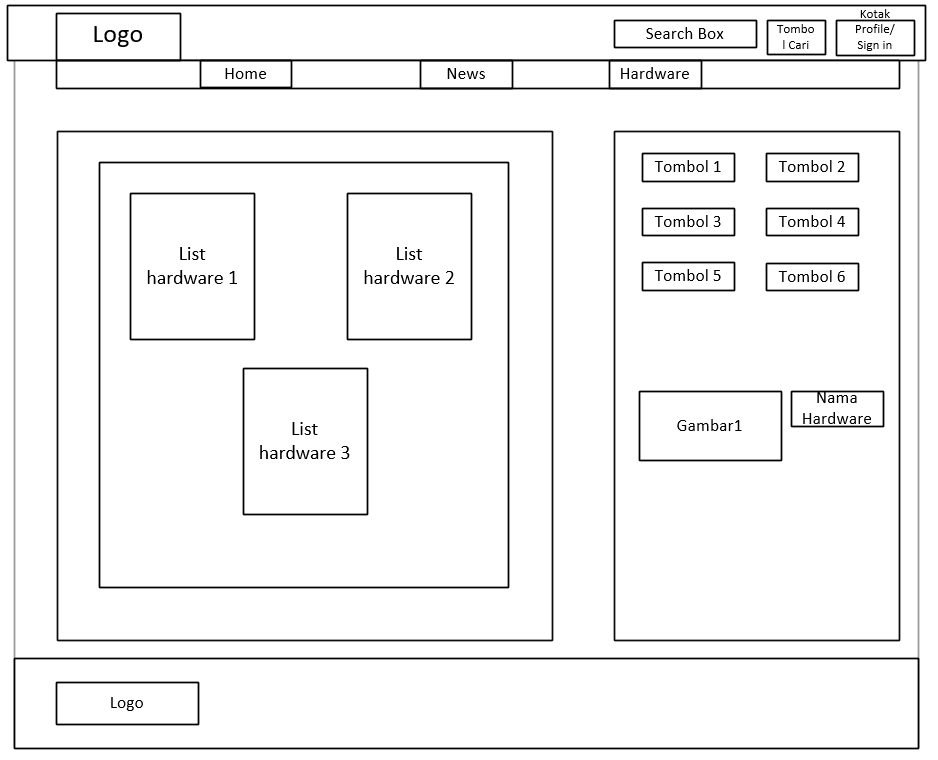 Logo
Search Box
Tombo
l Cari
Kotak
Profile/
Sign in
Home
News
Hardware
List
hardware 1
List
hardware 2
List
hardware 3
Tombol 1
Tombol 2
Tombol 3
Tombol 4
Tombol 5
Tombol 6
Gambar1
Nama
Hardware
Logo